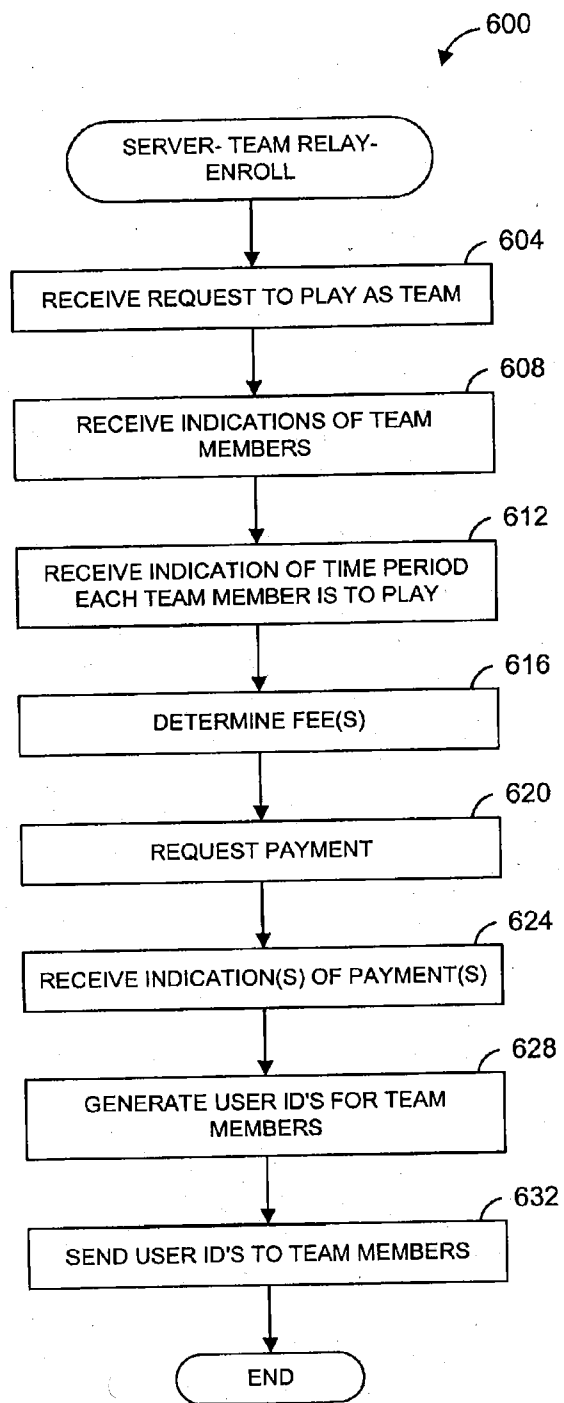 600
SERVER- TEAM RELAY-
ENROLL
604
RECEIVE REQUEST TO PLAY AS TEAM
608
RECEIVE INDICATIONS OF TEAM
MEMBERS
612
RECEIVE INDICATION OF TIME PERIOD
EACH TEAM MEMBER IS TO PLAY
616
DETERMINE FEE(S)
620
REQUEST PAYMENT
624
RECEIVE INDICATION(S) OF PAYMENT(S)
628
GENERATE USER ID'S FOR TEAM
MEMBERS
632
SEND USER ID'S TO TEAM MEMBERS
END